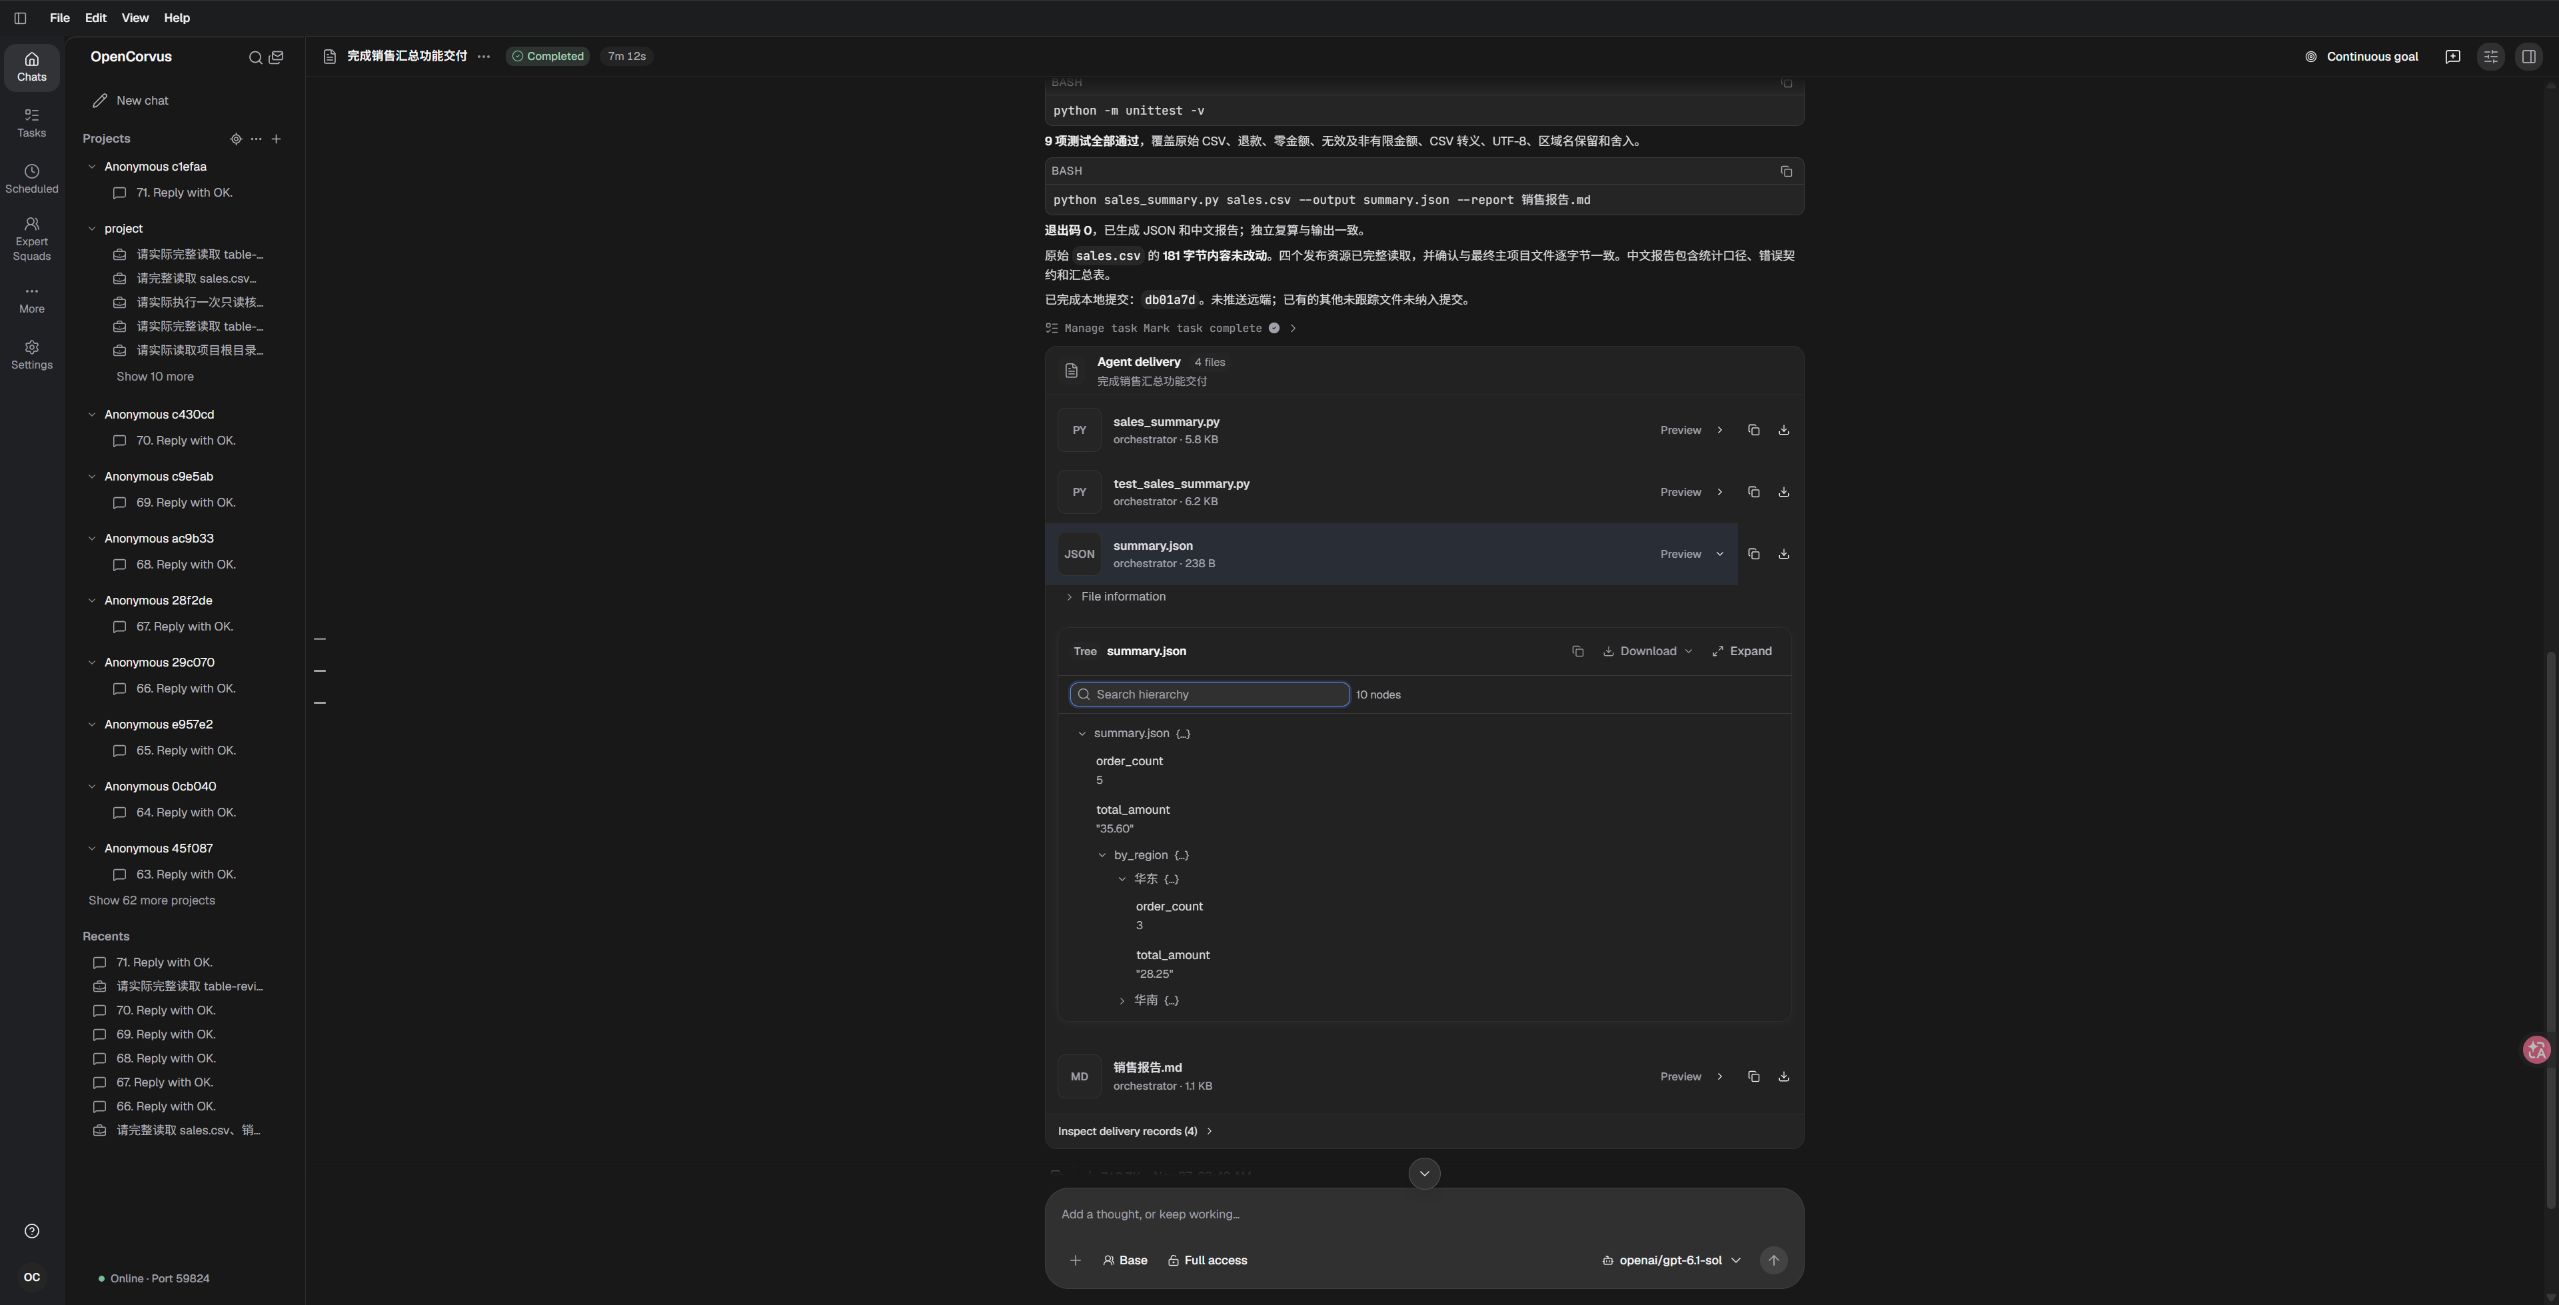 File Edit View Help
Chats
Tasks
Scheduled
Expert
Squads
More
Settings
OC
OpenCorvus
New chat
Projects
Anonymous c1efaa
71. Reply with OK.
project
请实际完整读取 table-...
请完整读取 sales.csv...
请实际执行一次只读核...
请实际完整读取 table-...
请实际读取项目根目录...
Show 10 more
Anonymous c430cd
70. Reply with OK.
Anonymous c9e5ab
69. Reply with OK.
Anonymous ac9b33
68. Reply with OK.
Anonymous 28f2de
67. Reply with OK.
Anonymous 29c070
66. Reply with OK.
Anonymous e957e2
65. Reply with OK.
Anonymous 0cb040
64. Reply with OK.
Anonymous 45f087
63. Reply with OK.
Show 62 more projects
Recents
71. Reply with OK.
请实际完整读取 table-revi...
70. Reply with OK.
69. Reply with OK.
68. Reply with OK.
67. Reply with OK.
66. Reply with OK.
请完整读取 sales.csv、销...
Online · Port 59824
完成销售汇总功能交付 ... Completed 7m 12s
Continuous goal
BASH
python -m unittest -v
9 项测试全部通过，覆盖原始 CSV、退款、零金额、无效及非有限金额、CSV 转义、UTF-8、区域名保留和舍入。
BASH
python sales_summary.py sales.csv --output summary.json --report 销售报告.md
退出码 0，已生成 JSON 和中文报告；独立复算与输出一致。
原始 sales.csv 的 181 字节内容未改动。四个发布资源已完整读取，并确认与最终主项目文件逐字节一致。中文报告包含统计口径、错误契
约和汇总表。
已完成本地提交：db01a7d。未推送远端；已有的其他未跟踪文件未纳入提交。
Manage task Mark task complete
Agent delivery 4 files
完成销售汇总功能交付
PY sales_summary.py
orchestrator · 5.8 KB
Preview
PY test_sales_summary.py
orchestrator · 6.2 KB
Preview
JSON summary.json
orchestrator · 238 B
Preview
File information
Tree summary.json Download Expand
Search hierarchy 10 nodes
summary.json {...}
order_count
5
total_amount
"35.60"
by_region {...}
华东 {...}
order_count
3
total_amount
"28.25"
华南 {...}
MD 销售报告.md
orchestrator · 1.1 KB
Preview
Inspect delivery records (4)
Add a thought, or keep working...
Base Full access openai/gpt-6.1-sol